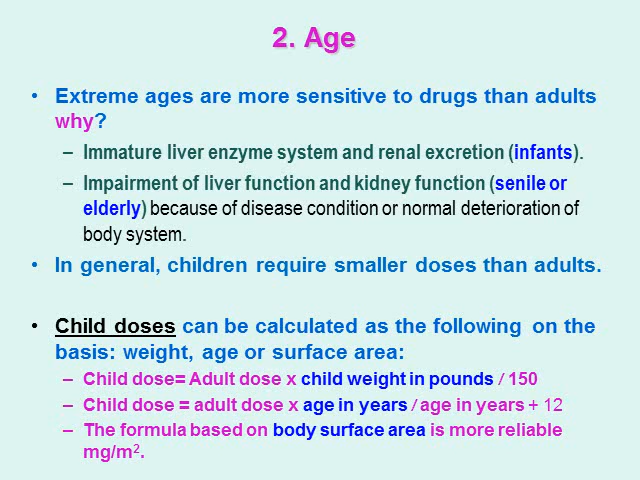 2. Age
• Extreme ages are more sensitive to drugs than adults
why?
– Immature liver enzyme system and renal excretion (infants).
– Impairment of liver function and kidney function (senile or
elderly) because of disease condition or normal deterioration of
body system.
• In general, children require smaller doses than adults.
• Child doses can be calculated as the following on the
basis: weight, age or surface area:
– Child dose= Adult dose x child weight in pounds / 150
– Child dose = adult dose x age in years / age in years + 12
– The formula based on body surface area is more reliable
mg/m².